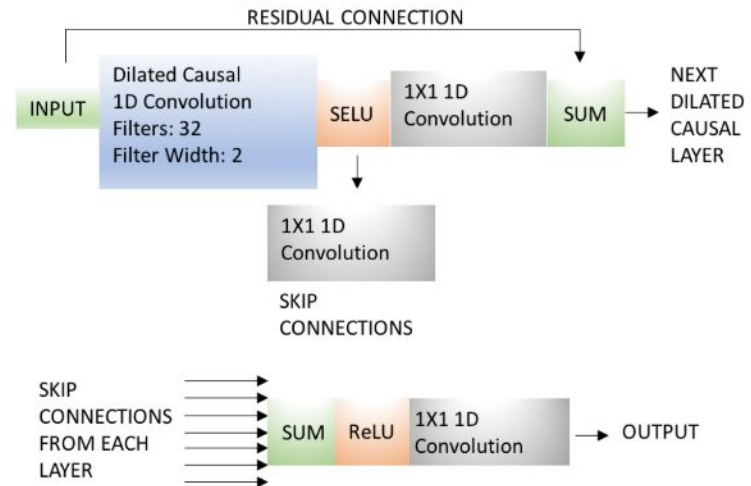 RESIDUAL CONNECTION
INPUT
Dilated Causal
1D Convolution
Filters: 32
Filter Width: 2
SELU
1X1 1D
Convolution
SUM
NEXT
DILATED
CAUSAL
LAYER
1X1 1D
Convolution
SKIP
CONNECTIONS
SKIP
CONNECTIONS
FROM EACH
LAYER
SUM
ReLU
1X1 1D
Convolution
OUTPUT